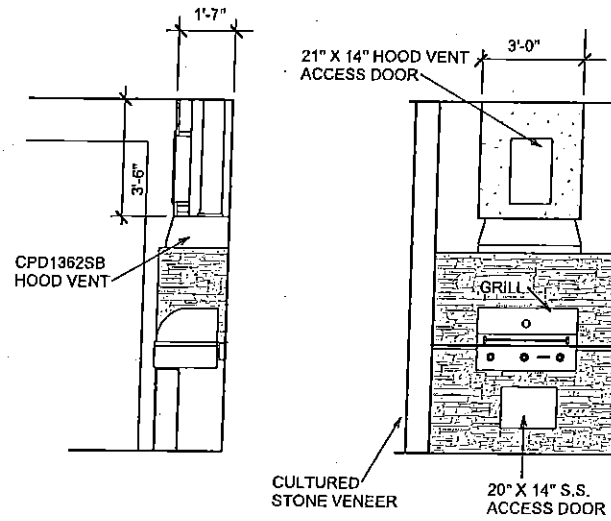 1'-7"
3'-6"
CPD1362SB
HOOD VENT
21" X 14" HOOD VENT
ACCESS DOOR
3'-0"
GRILL
CULTURED
STONE VENEER
20" X 14" S.S.
ACCESS DOOR